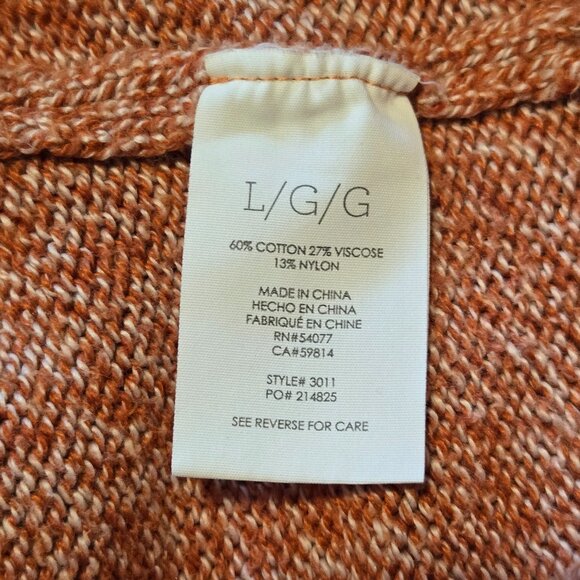 L/G/G
60% COTTON 27% VISCOSE
13% NYLON
MADE IN CHINA
HECHO EN CHINA
FABRIQUÉ EN CHINE
RN#54077
CA#59814
STYLE# 3011
PO# 214825
SEE REVERSE FOR CARE